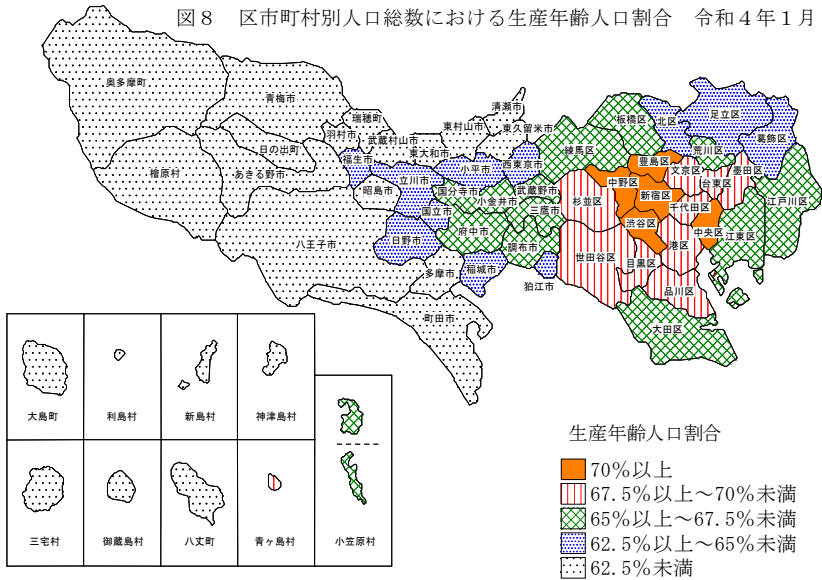 図８　区市町村別人口総数における生産年齢人口割合　令和４年１月
奥多摩町
青梅市
瑞穂町
清瀬市
東村山市
東久留米市
羽村市
武蔵村山市
東大和市
日の出町
福生市
檜原村
あきる野市
昭島市
立川市
小平市
西東京市
国分寺市
小金井市
武蔵野市
三鷹市
国立市
府中市
調布市
日野市
八王子市
多摩市
稲城市
狛江市
町田市
板橋区
北区
足立区
葛飾区
練馬区
荒川区
豊島区
文京区
台東区
墨田区
中野区
新宿区
千代田区
江戸川区
杉並区
渋谷区
中央区
江東区
港区
世田谷区
目黒区
品川区
大田区
大島町
利島村
新島村
神津島村
三宅村
御蔵島村
八丈町
青ヶ島村
小笠原村
生産年齢人口割合
70%以上
67.5%以上～70%未満
65%以上～67.5%未満
62.5%以上～65%未満
62.5%未満